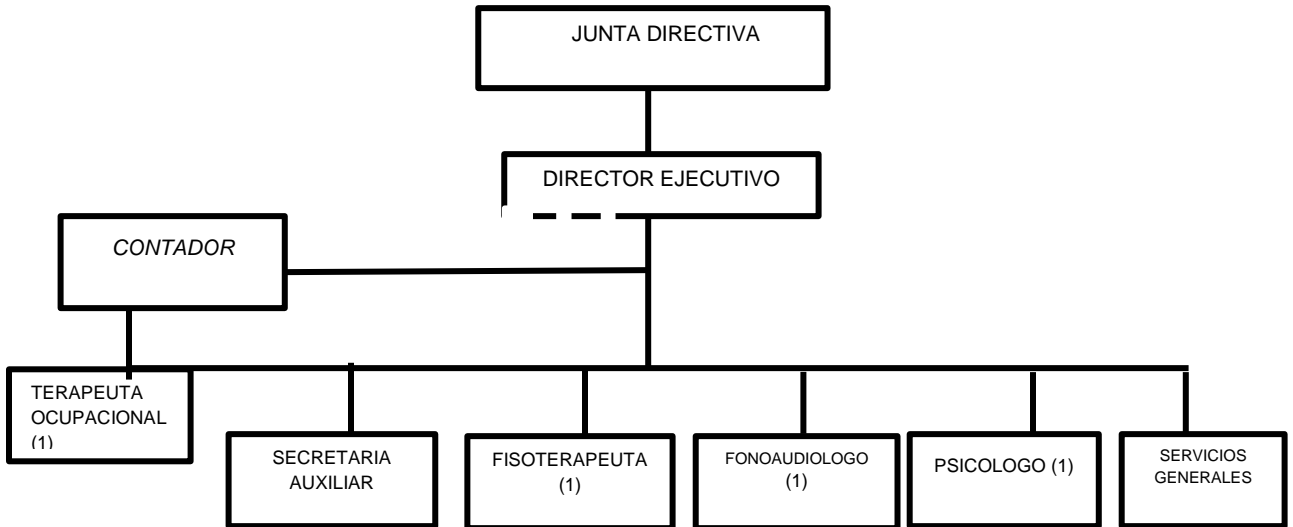 JUNTA DIRECTIVA
DIRECTOR EJECUTIVO
CONTADOR
TERAPEUTA
OCUPACIONAL
(1)
SECRETARIA
AUXILIAR
FISOTERAPEUTA
(1)
FONOAUDIOLOGO
(1)
PSICOLOGO (1)
SERVICIOS
GENERALES